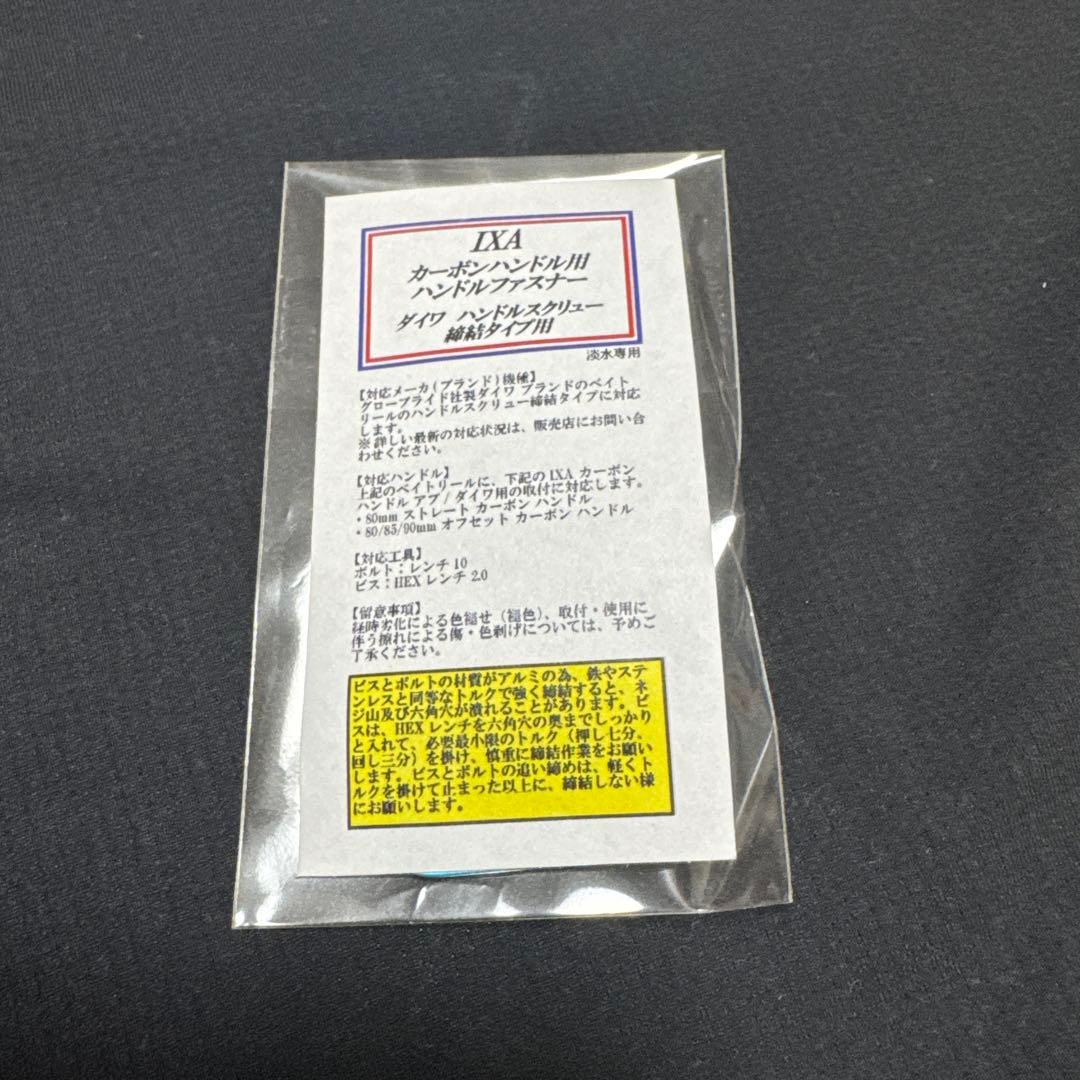 IXA
カーボンハンドル用
ハンドルファスナー
ダイワ ハンドルスクリュー
締結タイプ用
淡水専用
【対応メーカ(ブランド)機種】
グローブライド社製ダイワ ブランドのベイト
リールのハンドルスクリュー締結タイプに対応
します。
※詳しい最新の対応状況は、販売店にお問い合
わせください。
【対応ハンドル】
上記のベイトリールに、下記の IXA カーボン
ハンドル アブ/ダイワ用の取付に対応します。
・80mm ストレート カーボン ハンドル
・80/85/90mm オフセット カーボン ハンドル
【対応工具】
ボルト：レンチ 10
ビス：HEX レンチ 2.0
【留意事項】
経時劣化による色褪せ（褪色）、取付・使用に
伴う擦れによる傷・色剥げについては、予めご
了承ください。
ビスとボルトの材質がアルミの為、鉄やステ
ンレスと同等なトルクで強く締結すると、ネ
ジ山及び六角穴が潰れることがあります。ビ
スは、HEX レンチを六角穴の奥までしっかり
と入れて、必要最小限のトルク（押し七分、
回し三分）を掛け、慎重に締結作業をお願い
します。ビスとボルトの追い締めは、軽くト
ルクを掛けて止まった以上に、締結しない様
にお願いします。